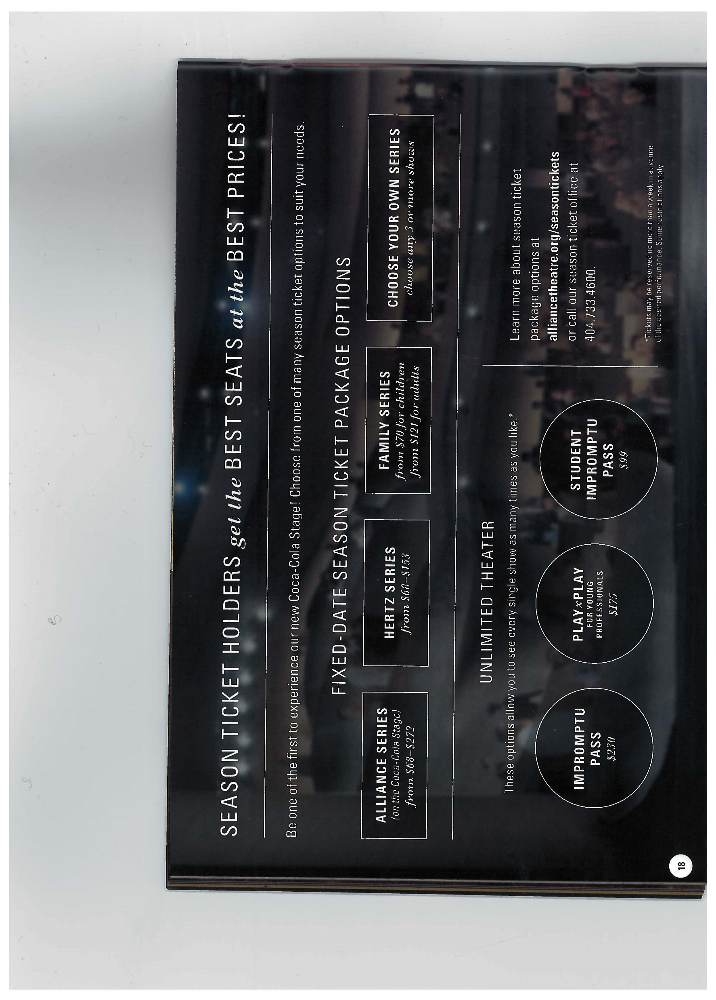 SEASON TICKET HOLDERS get the BEST SEATS at the BEST PRICES!
Be one of the first to experience our new Coca-Cola Stage! Choose from one of many season ticket options to suit your needs.
FIXED-DATE SEASON TICKET PACKAGE OPTIONS
ALLIANCE SERIES
(on the Coca-Cola Stage)
from $68–$272
HERTZ SERIES
from $68–$153
FAMILY SERIES
from $70 for children
from $121 for adults
CHOOSE YOUR OWN SERIES
choose any 3 or more shows
UNLIMITED THEATER
These options allow you to see every single show as many times as you like.*
IMPROMPTU
PASS
$230
PLAYxPLAY
FOR YOUNG
PROFESSIONALS
$175
STUDENT
IMPROMPTU
PASS
$99
Learn more about season ticket
package options at
alliancetheatre.org/seasontickets
or call our season ticket office at
404.733.4600.
*Tickets may be reserved no more than a week in advance
of the desired performance. Some restrictions apply.
18